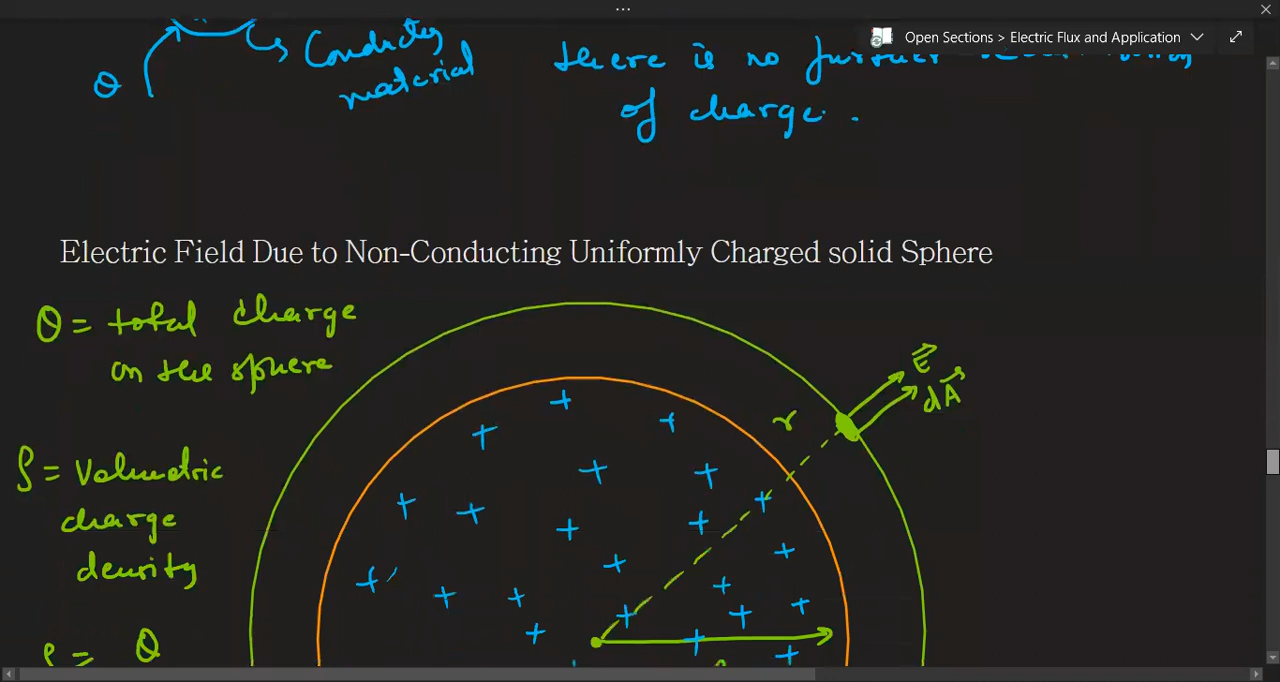 ...
Open Sections > Electric Flux and Application
Conductng
material
Q
there is no further
of charge.
Electric Field Due to Non-Conducting Uniformly Charged solid Sphere
Q = total charge
on the sphere
E
dA
r
ρ = Volumetric
charge
density
ρ = Q